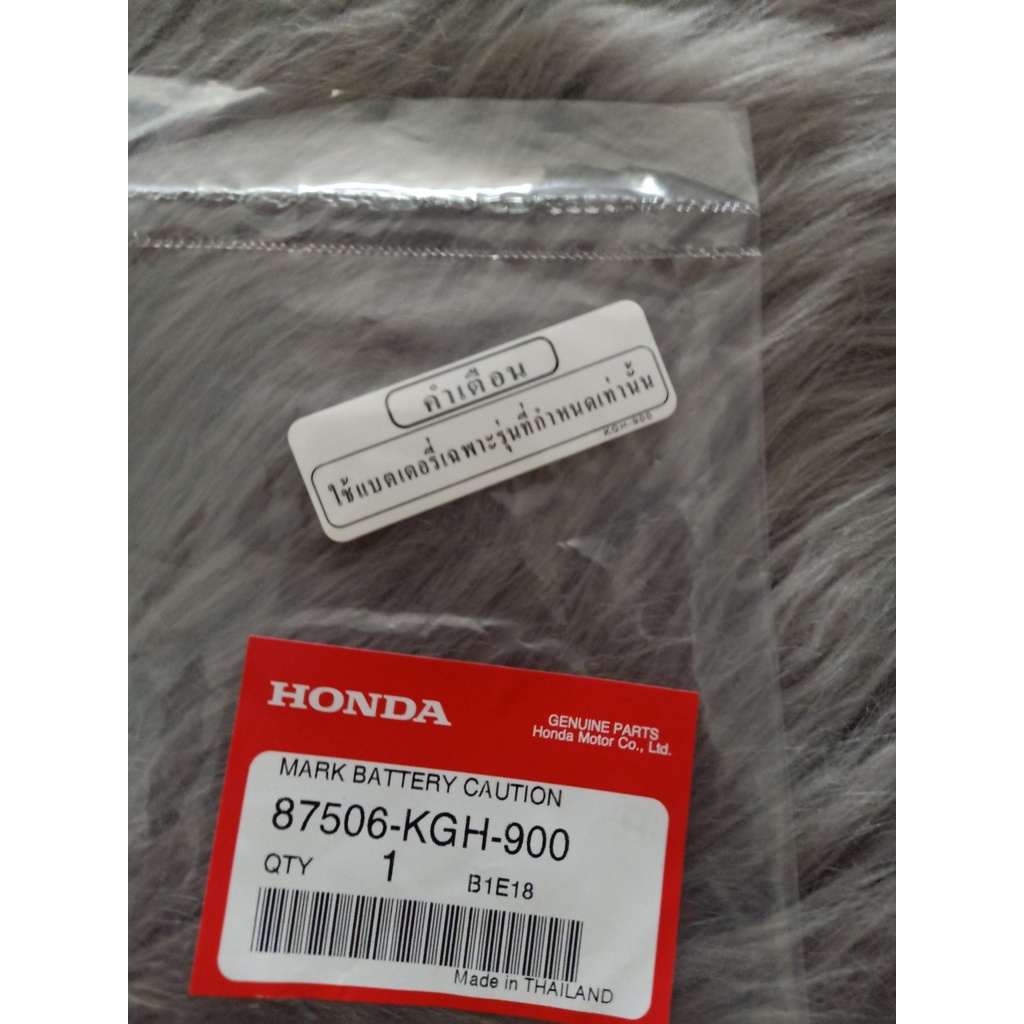 คำเตือน
ใช้แบตเตอรี่เฉพาะรุ่นที่กำหนดเท่านั้น
KGH-900
HONDA
GENUINE PARTS
Honda Motor Co., Ltd.
MARK BATTERY CAUTION
87506-KGH-900
QTY 1 B1E18
Made in THAILAND